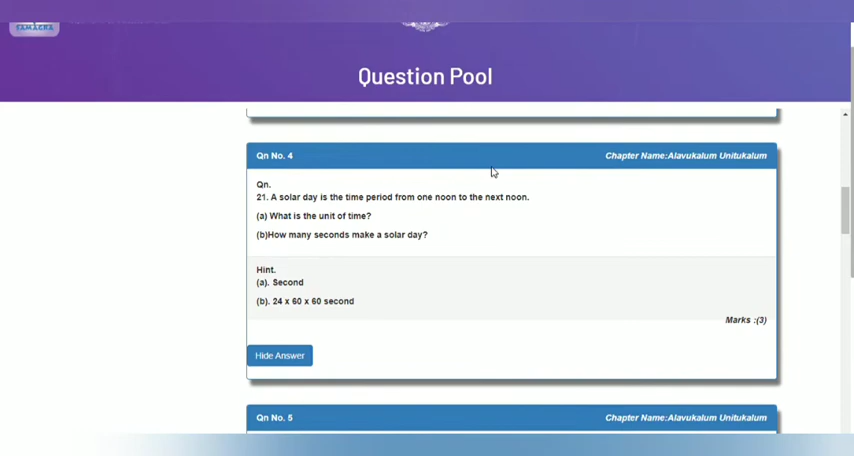 SAMAGRA
Question Pool
Qn No. 4 Chapter Name:Alavukalum Unitukalum
Qn.
21. A solar day is the time period from one noon to the next noon.
(a) What is the unit of time?
(b)How many seconds make a solar day?
Hint.
(a). Second
(b). 24 x 60 x 60 second
Marks :(3)
Hide Answer
Qn No. 5 Chapter Name:Alavukalum Unitukalum